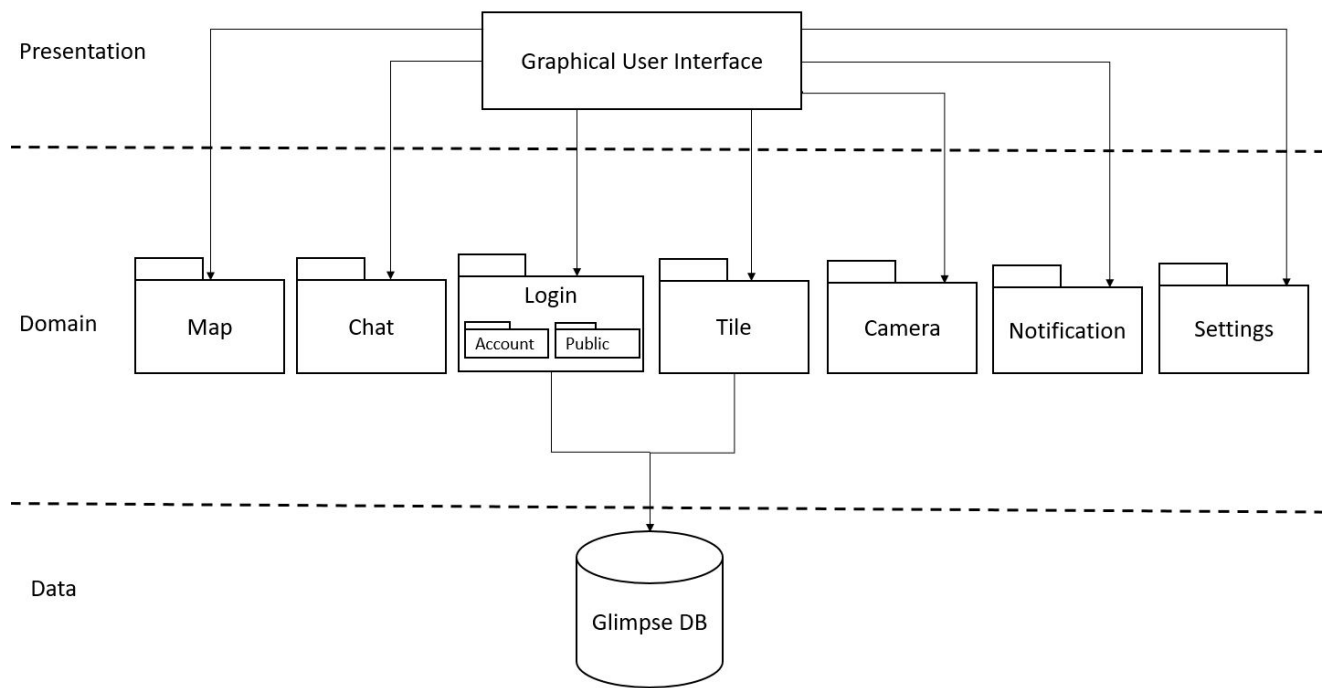 Presentation
Graphical User Interface
Domain
Map
Chat
Login
Account
Public
Tile
Camera
Notification
Settings
Data
Glimpse DB